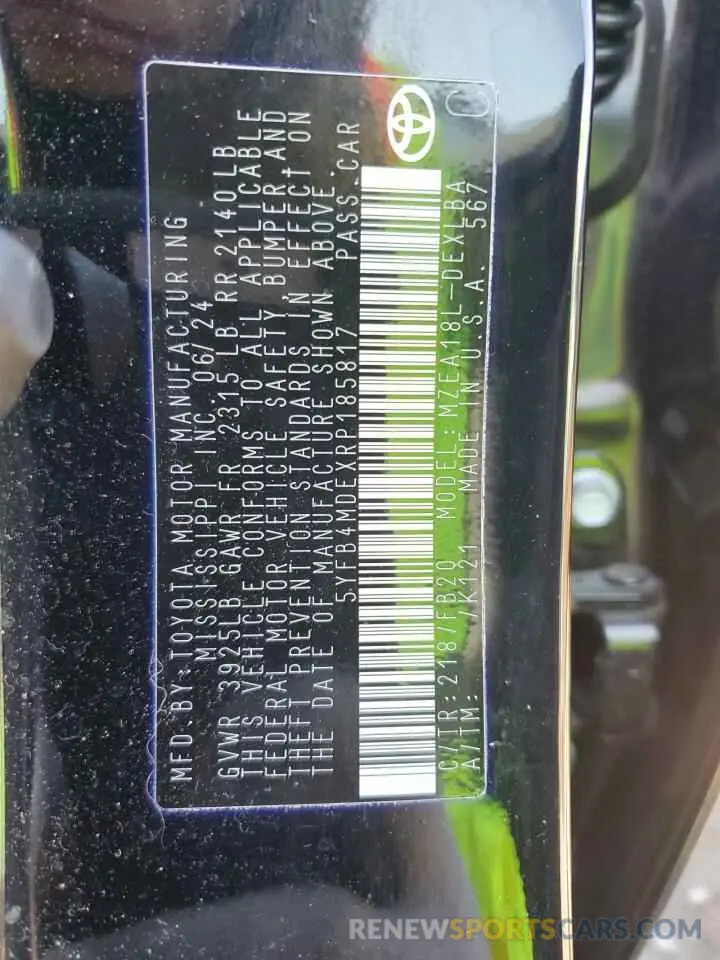 MFD.BY:TOYOTA MOTOR MANUFACTURING
MISSISSIPPI INC. 06/24
GVWR 3925LB GAWR FR 2315 LB RR 2140LB
THIS VEHICLE CONFORMS TO ALL APPLICABLE
FEDERAL MOTOR VEHICLE SAFETY BUMPER, AND
THEFT PREVENTION STANDARDS IN EFFECT ON
THE DATE OF MANUFACTURE SHOWN ABOVE.
5YFB4MDEXRP185817 PASS.CAR
C/TR:218/FB20 MODEL:MZEA18L-DEXLBA
A/TM: /K121 MADE IN U.S.A. 567
C
RENEWSPORTSCARS.COM